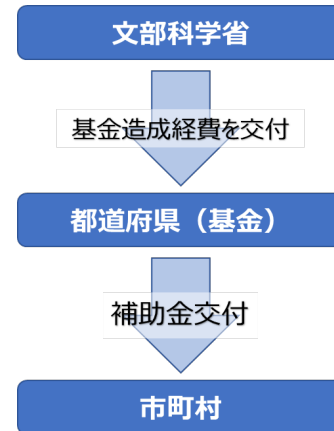 文部科学省
基金造成経費を交付
都道府県（基金）
補助金交付
市町村